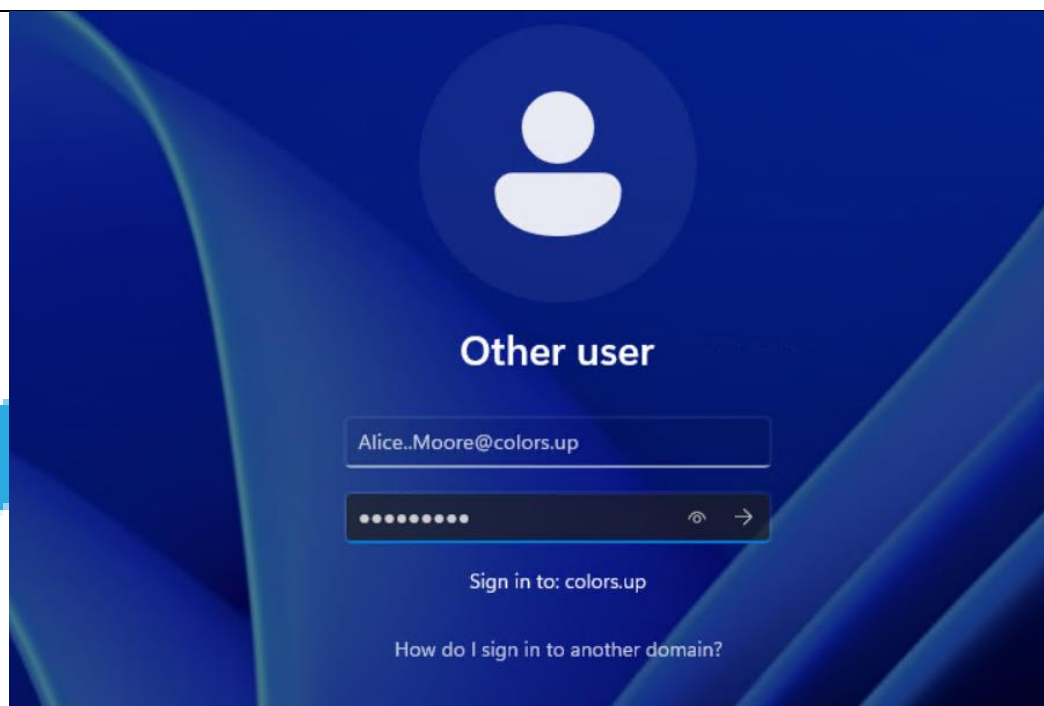 Other user
Alice..Moore@colors.up
•••••••••
Sign in to: colors.up
How do I sign in to another domain?